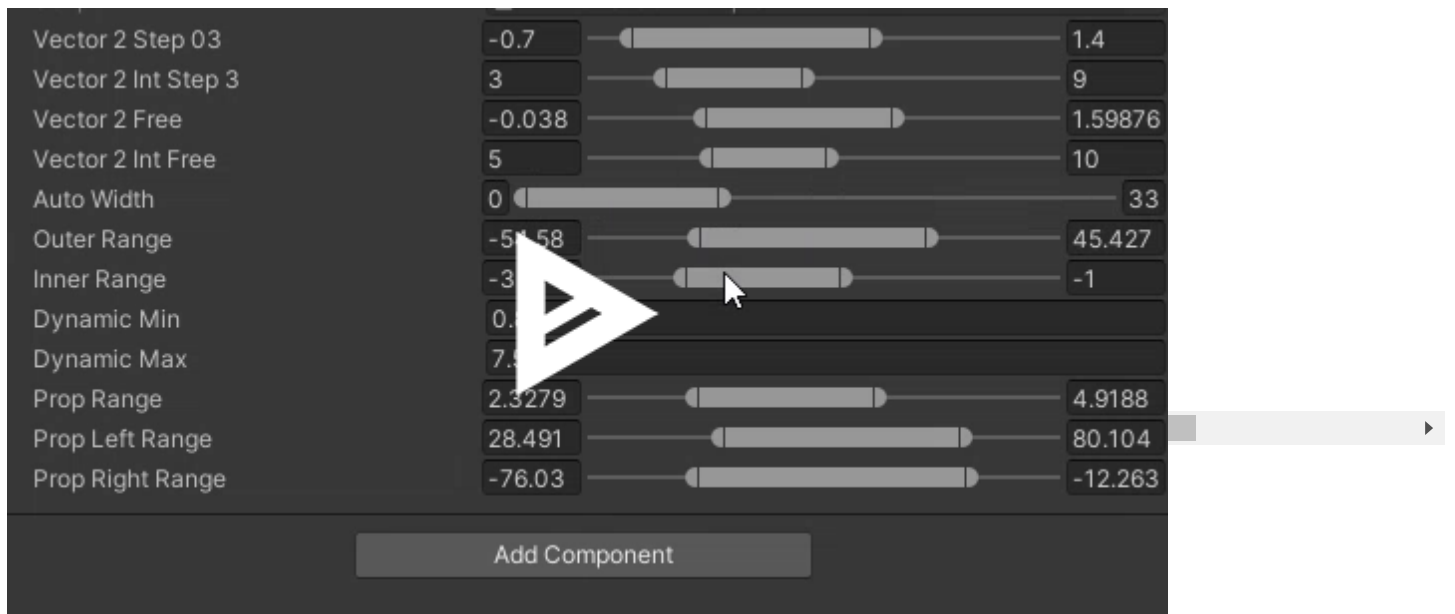 Vector 2 Step 03 -0.7 1.4
Vector 2 Int Step 3 3 9
Vector 2 Free -0.038 1.59876
Vector 2 Int Free 5 10
Auto Width 0 33
Outer Range 45.427
Inner Range -1
Dynamic Min
Dynamic Max
Prop Range 2.3279 4.9188
Prop Left Range 28.491 80.104
Prop Right Range -76.03 -12.263
Add Component